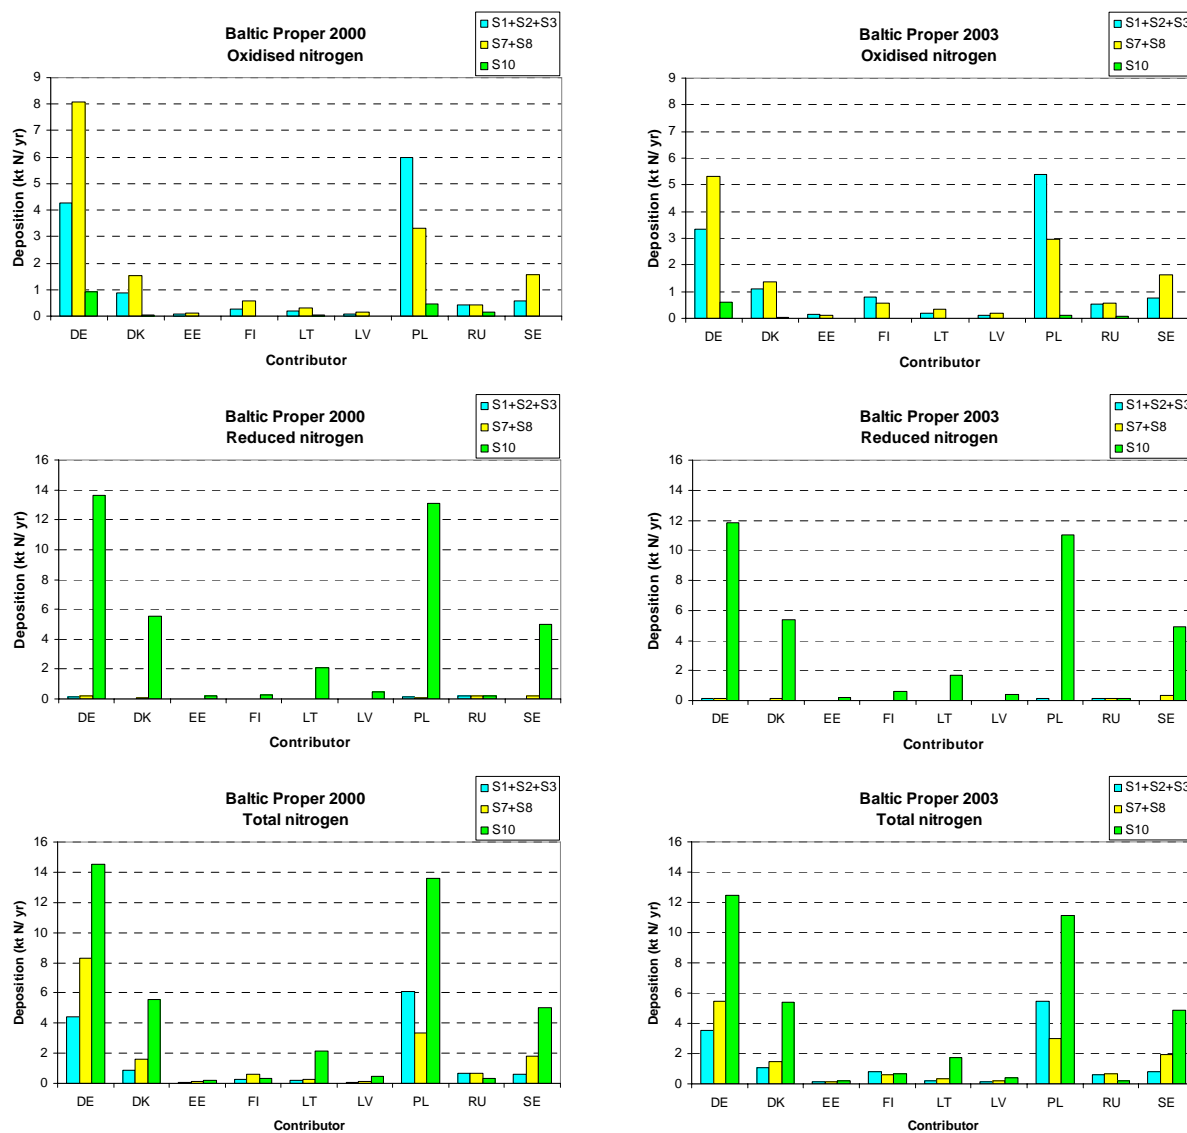 Baltic Proper 2000
Oxidised nitrogen
S1+S2+S3
S7+S8
S10
Deposition (kt N/ yr)
9
8
7
6
5
4
3
2
1
0
DE DK EE FI LT LV PL RU SE
Contributor
Baltic Proper 2003
Oxidised nitrogen
S1+S2+S3
S7+S8
S10
Deposition (kt N/ yr)
9
8
7
6
5
4
3
2
1
0
DE DK EE FI LT LV PL RU SE
Contributor
Baltic Proper 2000
Reduced nitrogen
S1+S2+S3
S7+S8
S10
Deposition (kt N/ yr)
16
14
12
10
8
6
4
2
0
DE DK EE FI LT LV PL RU SE
Contributor
Baltic Proper 2003
Reduced nitrogen
S1+S2+S3
S7+S8
S10
Deposition (kt N/ yr)
16
14
12
10
8
6
4
2
0
DE DK EE FI LT LV PL RU SE
Contributor
Baltic Proper 2000
Total nitrogen
S1+S2+S3
S7+S8
S10
Deposition (kt N/ yr)
16
14
12
10
8
6
4
2
0
DE DK EE FI LT LV PL RU SE
Contributor
Baltic Proper 2003
Total nitrogen
S1+S2+S3
S7+S8
S10
Deposition (kt N/ yr)
16
14
12
10
8
6
4
2
0
DE DK EE FI LT LV PL RU SE
Contributor